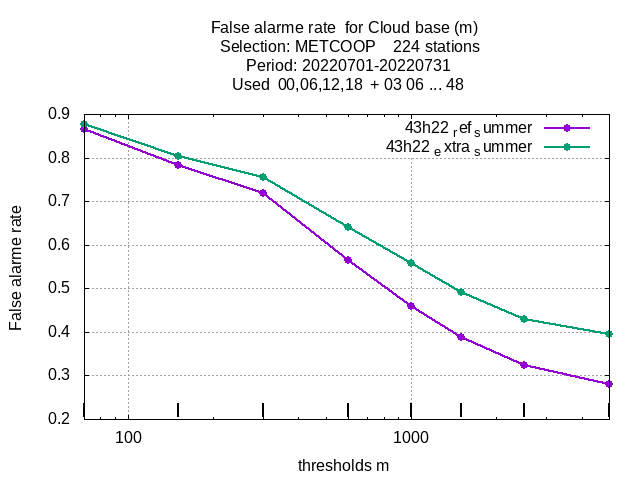 False alarme rate for Cloud base (m)
Selection: METCOOP 224 stations
Period: 20220701-20220731
Used 00,06,12,18 + 03 06 ... 48
43h22 ref summer
43h22 extra summer
0.9
0.8
0.7
0.6
0.5
0.4
0.3
0.2
False alarme rate
100
1000
thresholds m